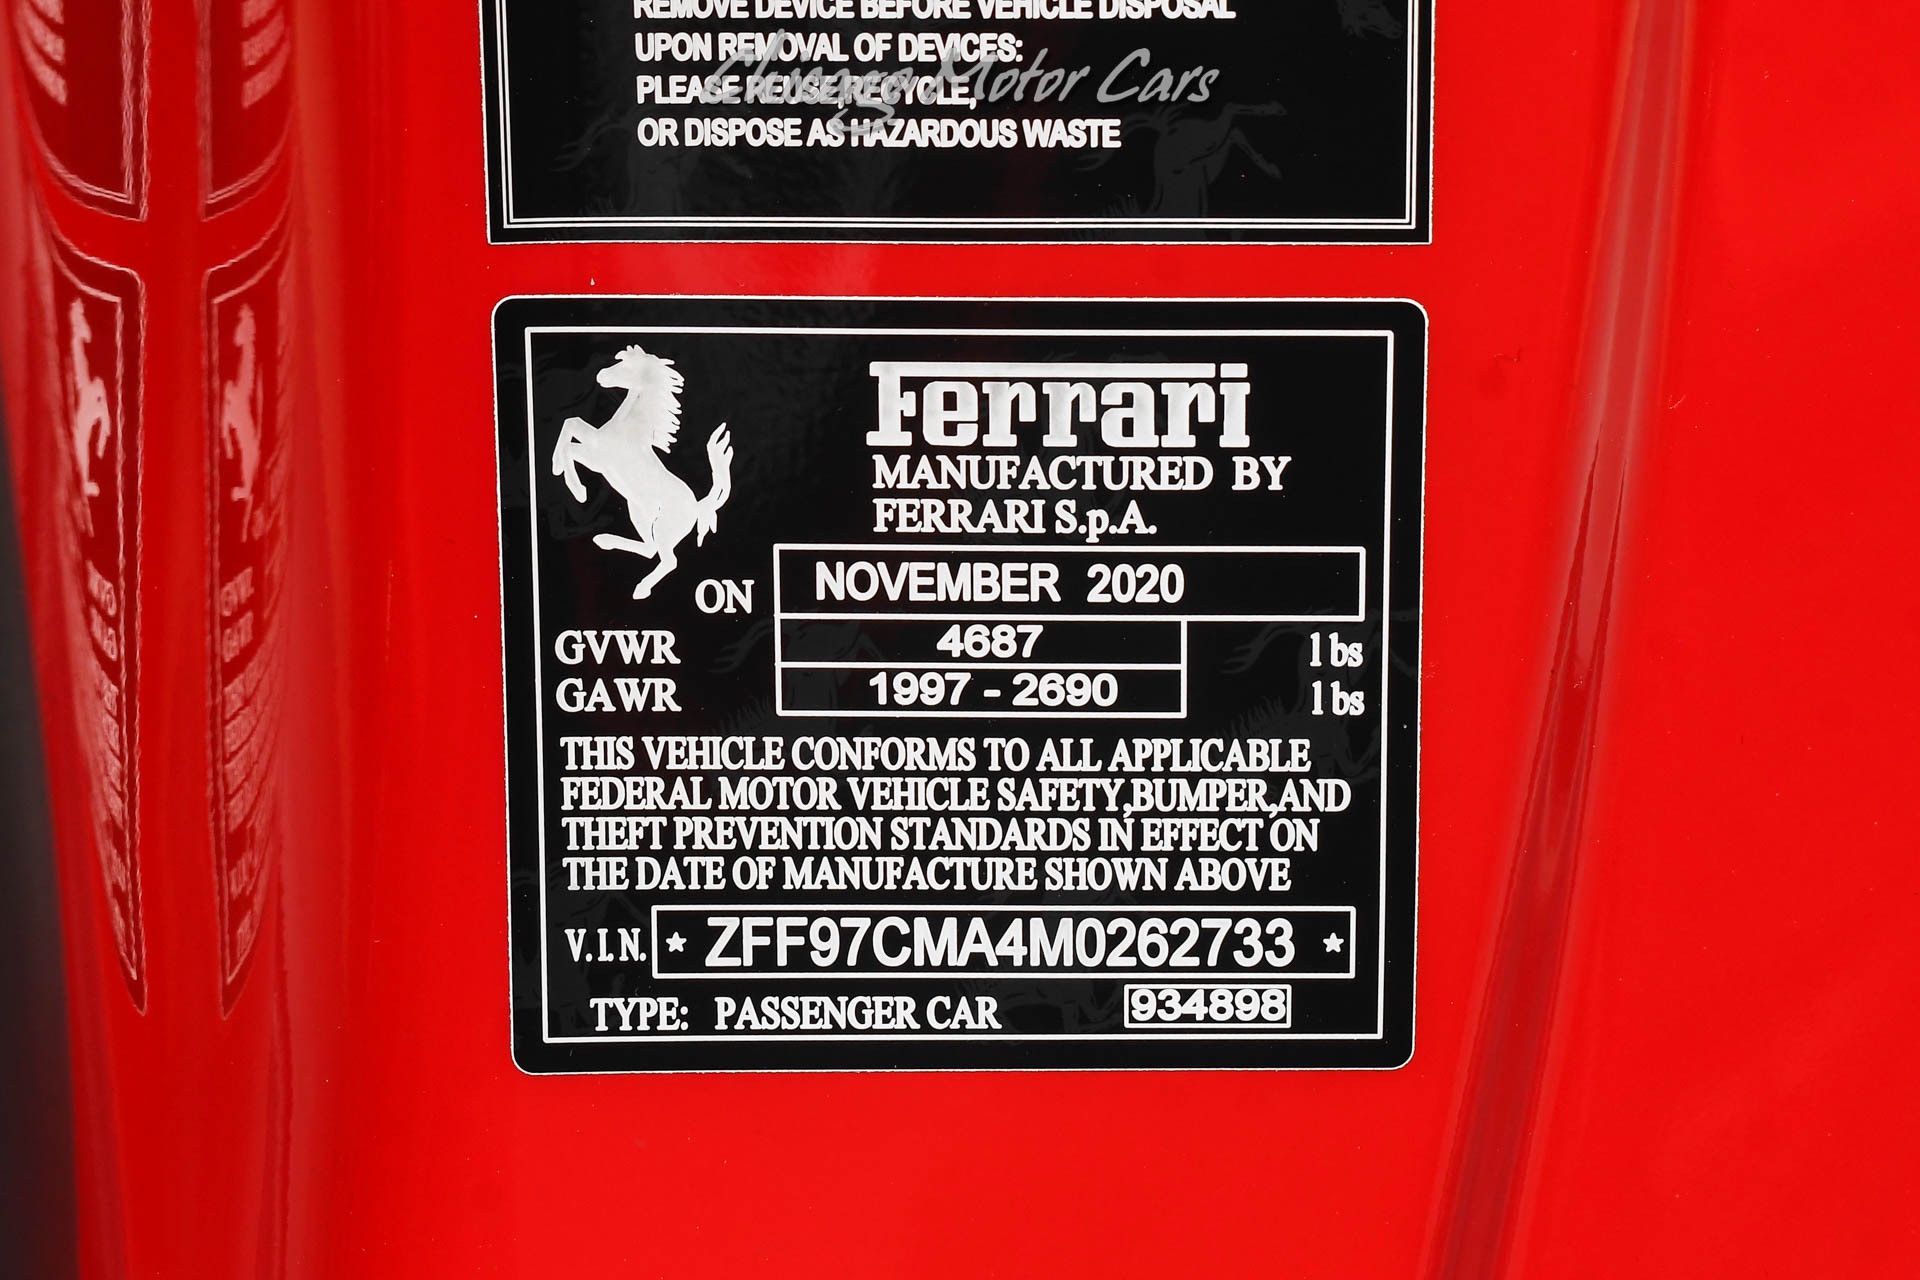 REMOVE DEVICE BEFORE VEHICLE DISPOSAL
UPON REMOVAL OF DEVICES:
PLEASE REUSE,RECYCLE,
OR DISPOSE AS HAZARDOUS WASTE
Chicago Motor Cars
Ferrari
MANUFACTURED BY
FERRARI S.p.A.
ON NOVEMBER 2020
GVWR 4687 lbs
GAWR 1997 - 2690 lbs
THIS VEHICLE CONFORMS TO ALL APPLICABLE
FEDERAL MOTOR VEHICLE SAFETY,BUMPER,AND
THEFT PREVENTION STANDARDS IN EFFECT ON
THE DATE OF MANUFACTURE SHOWN ABOVE
V.I.N. * ZFF97CMA4M0262733 *
TYPE: PASSENGER CAR 934898